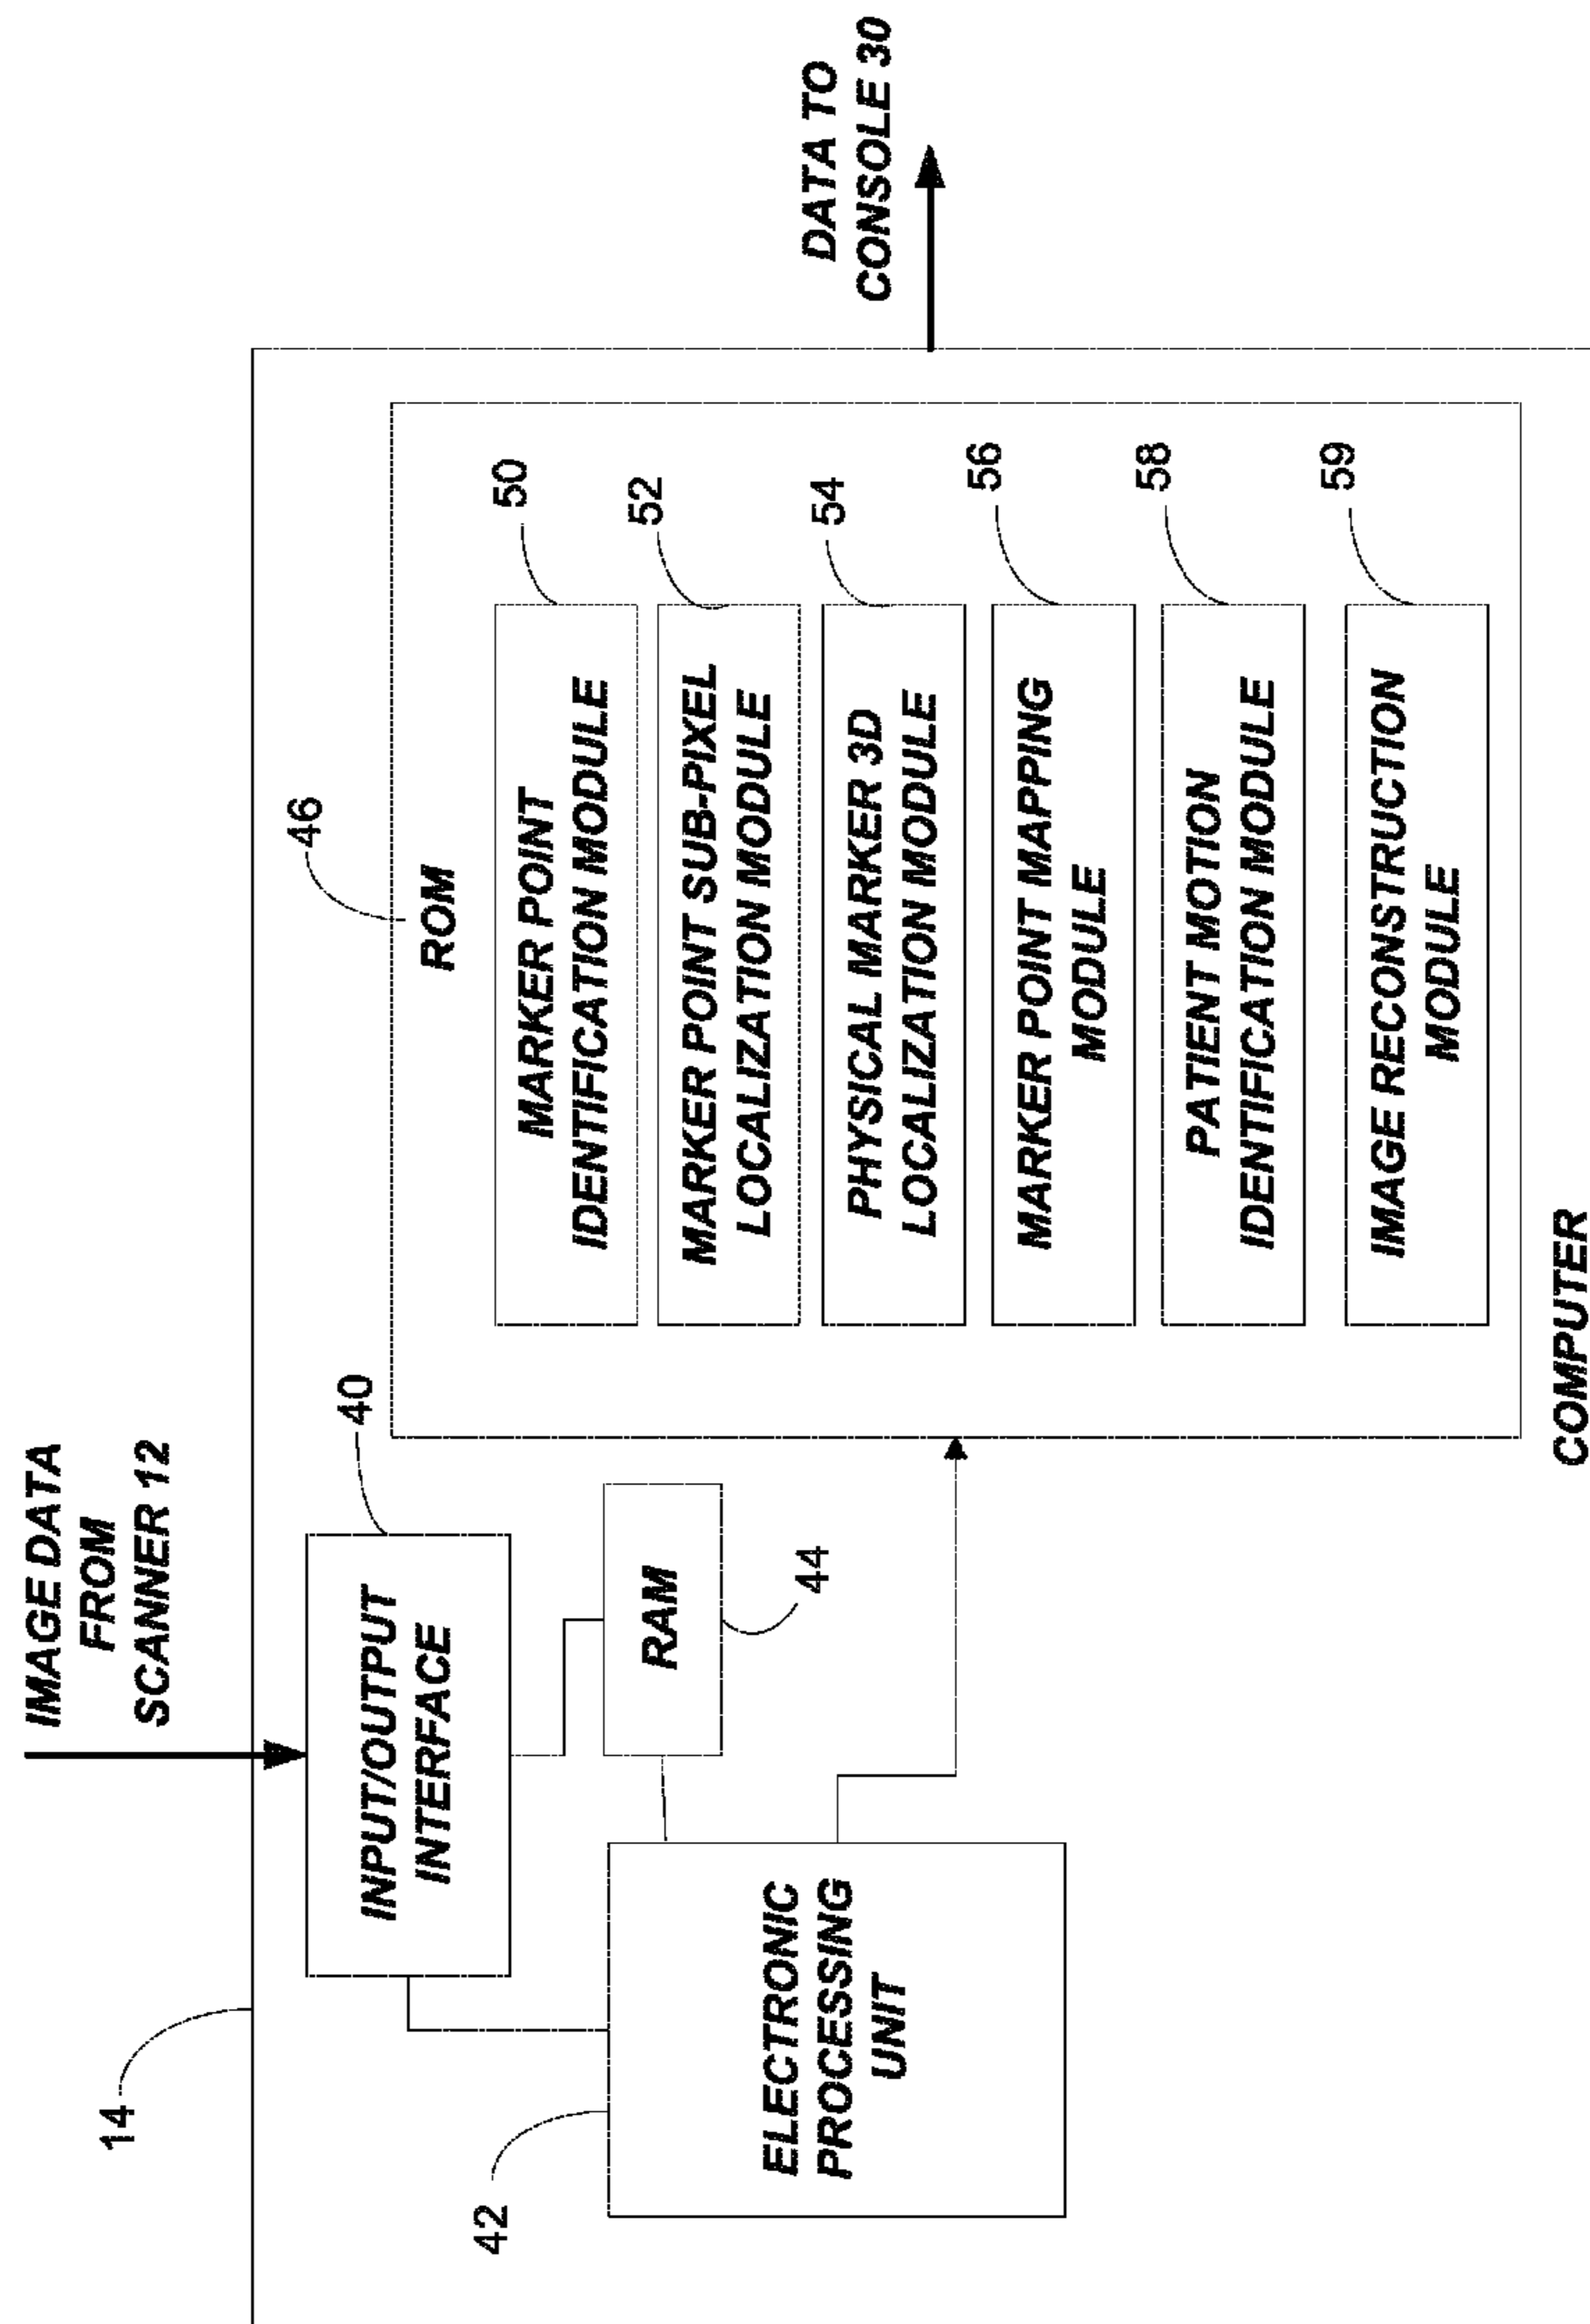 IMAGE DATA
FROM
SCANNER 12
14
INPUT/OUTPUT
INTERFACE
40
42
ELECTRONIC
PROCESSING
UNIT
RAM
44
46
ROM
MARKER POINT
IDENTIFICATION MODULE
50
MARKER POINT SUB-PIXEL
LOCALIZATION MODULE
52
PHYSICAL MARKER 3D
LOCALIZATION MODULE
54
MARKER POINT MAPPING
MODULE
56
PATIENT MOTION
IDENTIFICATION MODULE
58
IMAGE RECONSTRUCTION
MODULE
59
COMPUTER
DATA TO
CONSOLE 30